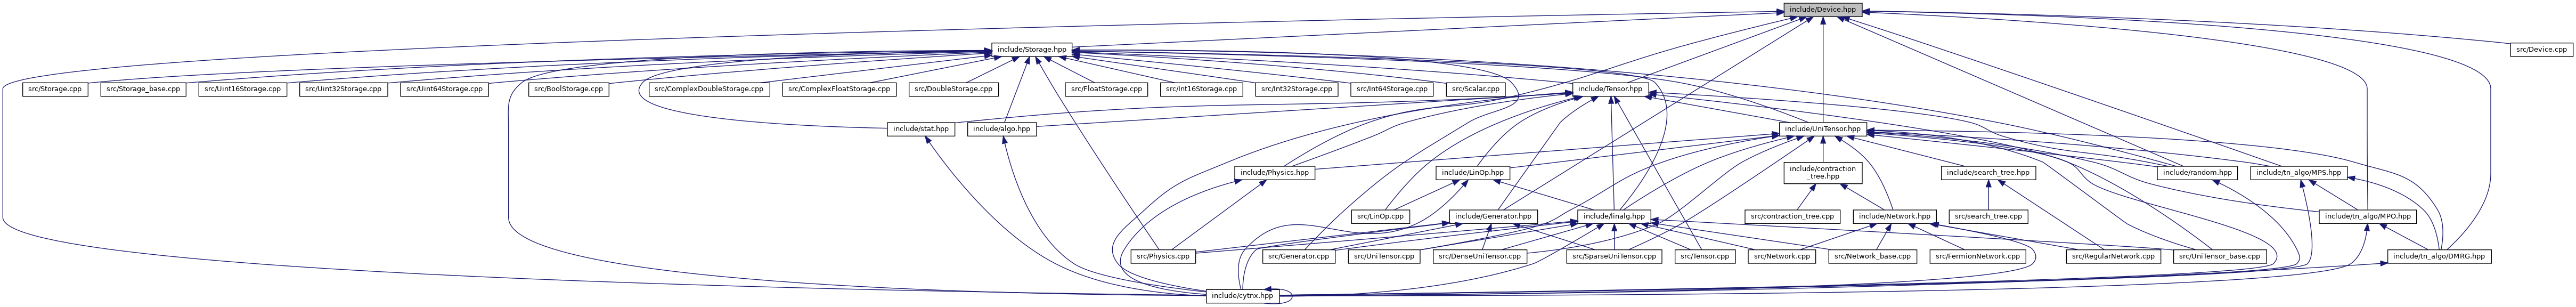 include/Device.hpp
include/Storage.hpp
src/Device.cpp
src/Storage.cpp
src/Storage_base.cpp
src/Uint16Storage.cpp
src/Uint32Storage.cpp
src/Uint64Storage.cpp
src/BoolStorage.cpp
src/ComplexDoubleStorage.cpp
src/ComplexFloatStorage.cpp
src/DoubleStorage.cpp
src/FloatStorage.cpp
src/Int16Storage.cpp
src/Int32Storage.cpp
src/Int64Storage.cpp
src/Scalar.cpp
include/Tensor.hpp
include/stat.hpp
include/algo.hpp
include/UniTensor.hpp
include/Physics.hpp
include/LinOp.hpp
include/contraction
_tree.hpp
include/search_tree.hpp
include/random.hpp
include/tn_algo/MPS.hpp
src/LinOp.cpp
include/Generator.hpp
include/linalg.hpp
src/contraction_tree.cpp
include/Network.hpp
src/search_tree.cpp
include/tn_algo/MPO.hpp
src/Physics.cpp
src/Generator.cpp
src/UniTensor.cpp
src/DenseUniTensor.cpp
src/SparseUniTensor.cpp
src/Tensor.cpp
src/Network.cpp
src/Network_base.cpp
src/FermionNetwork.cpp
src/RegularNetwork.cpp
src/UniTensor_base.cpp
include/tn_algo/DMRG.hpp
include/cytnx.hpp